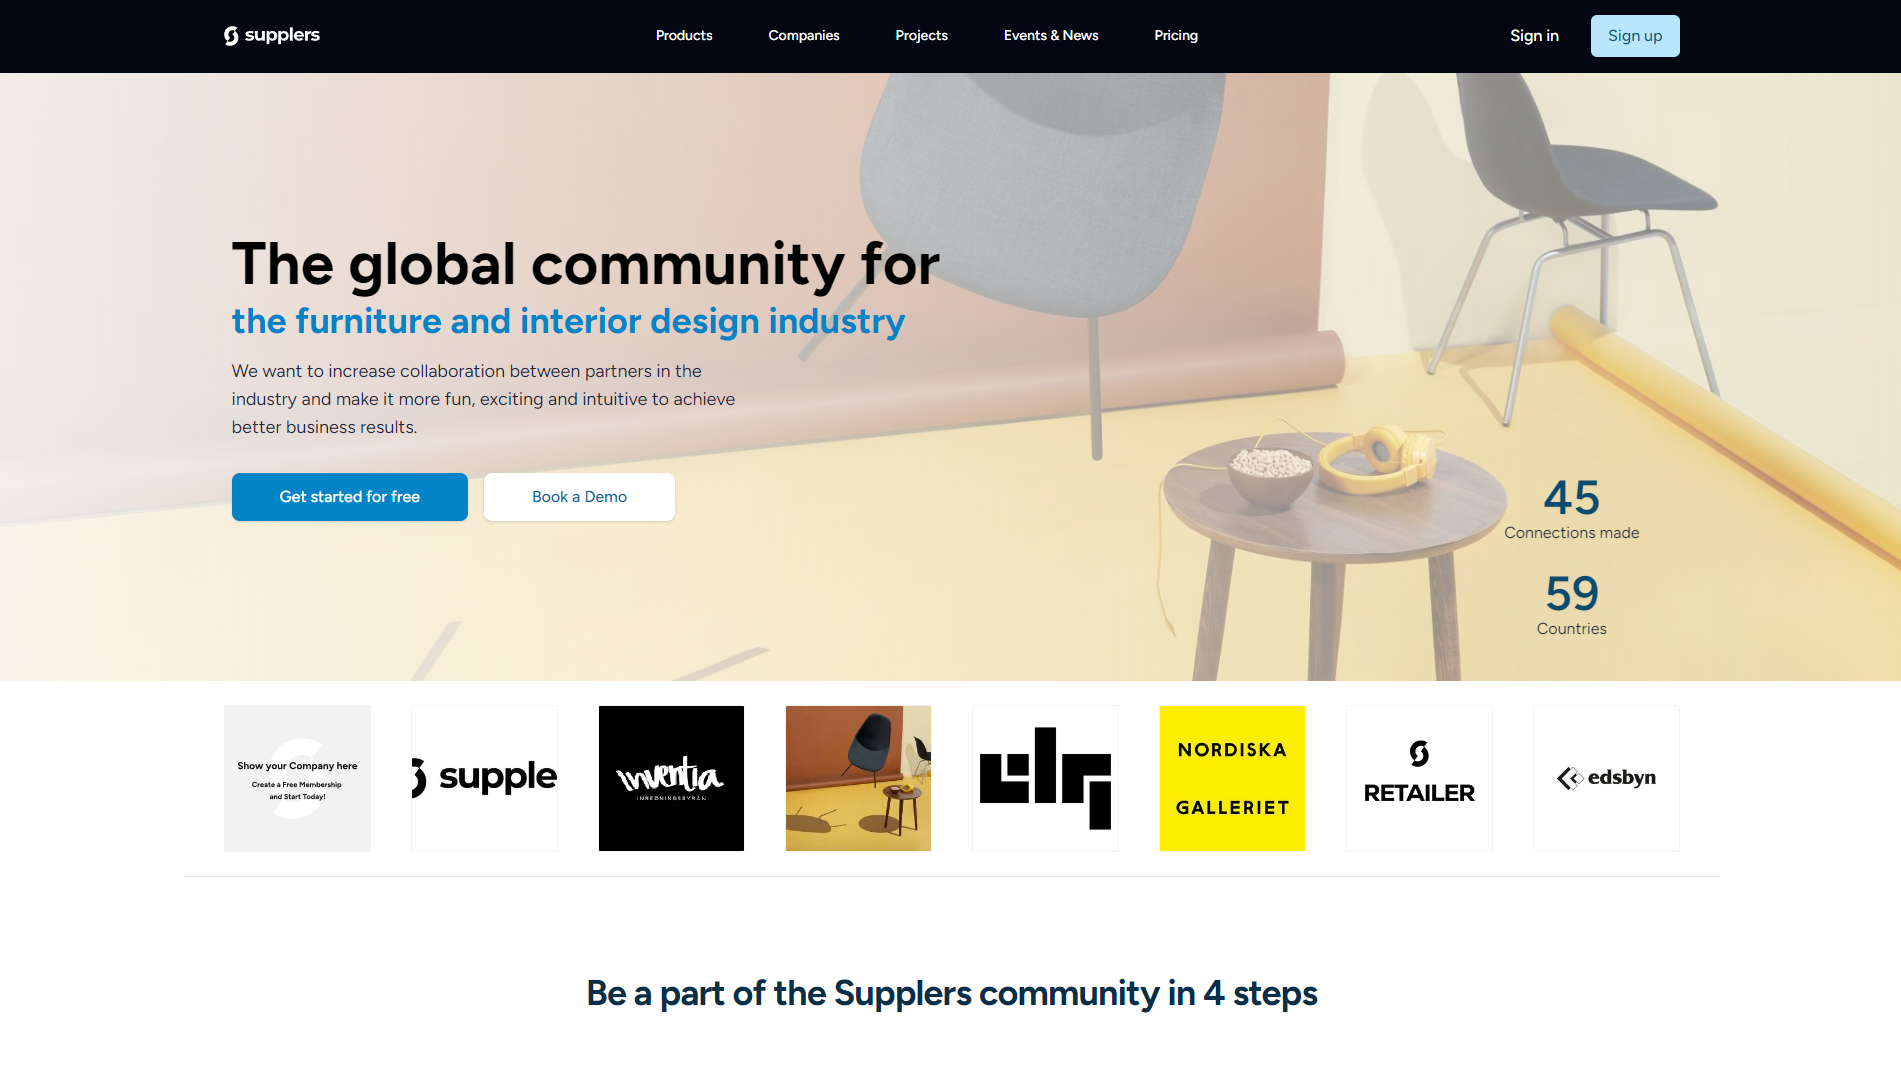 supplers
Products
Companies
Projects
Events & News
Pricing
Sign in
Sign up
The global community for
the furniture and interior design industry
We want to increase collaboration between partners in the
industry and make it more fun, exciting and intuitive to achieve
better business results.
Get started for free
Book a Demo
45
Connections made
59
Countries
Show your Company here
Create a Free Membership
and Start Today!
supple
inventia
INREDNINGSBYRÅN
NORDISKA
GALLERIET
RETAILER
edsbyn
Be a part of the Supplers community in 4 steps